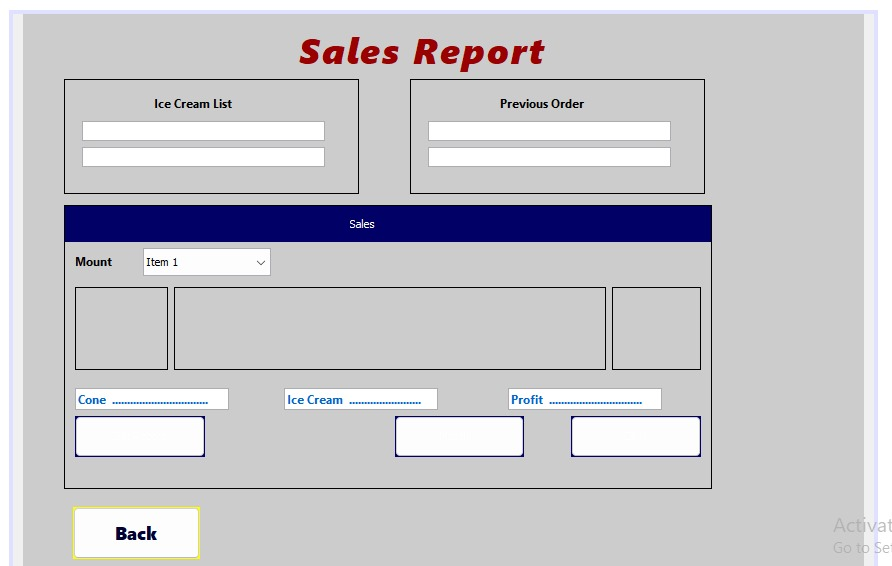 Sales Report
Ice Cream List
Previous Order
Sales
Mount
Item 1
Cone ................................
Ice Cream ........................
Profit ...............................
Back
Activat
Go to Se